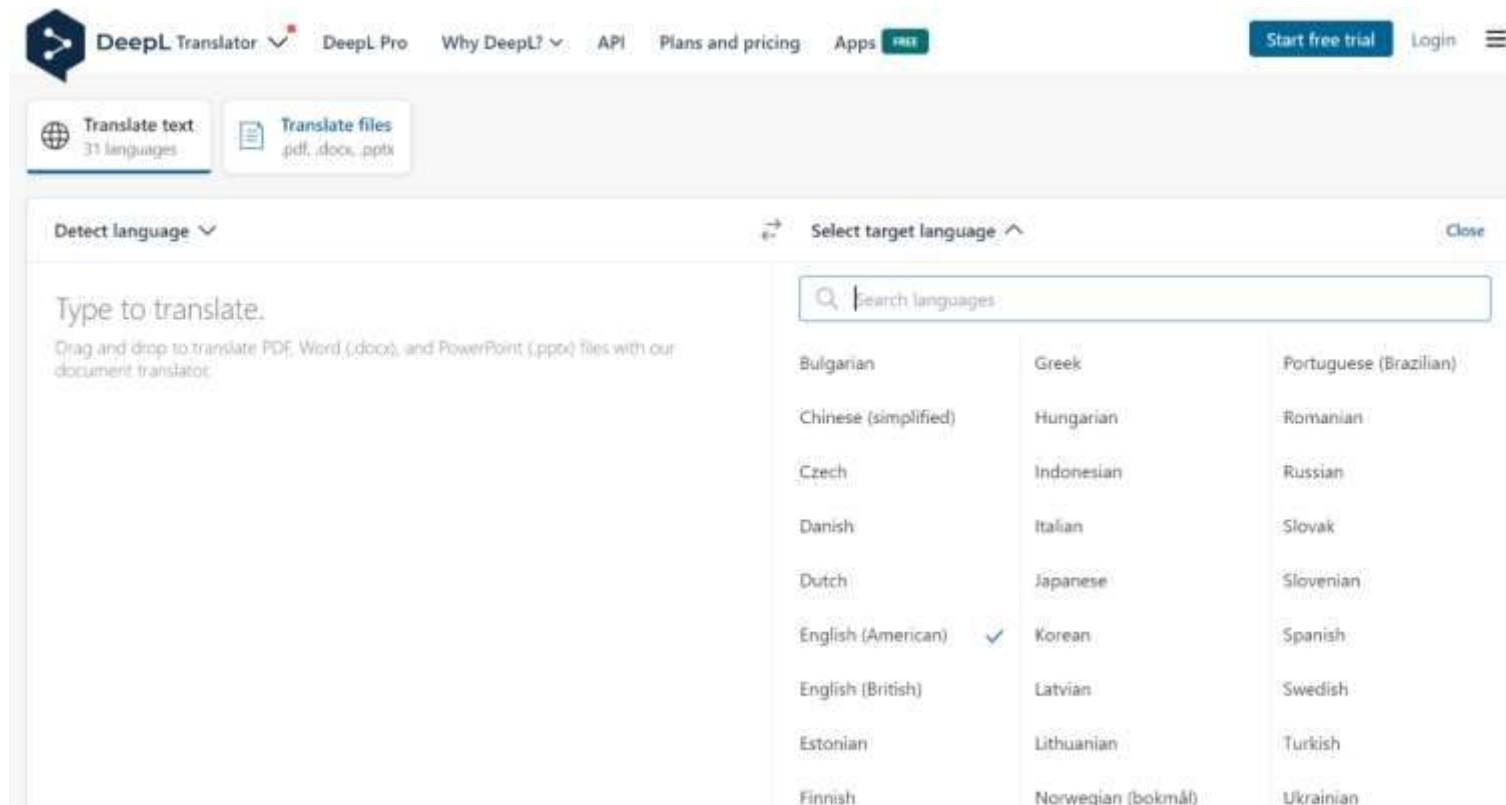 DeepL Translator DeepL Pro Why DeepL? API Plans and pricing Apps FREE Start free trial Login
Translate text
31 languages
Translate files
.pdf, .docx, .pptx
Detect language
Select target language
Close
Type to translate.
Drag and drop to translate PDF, Word (.docx), and PowerPoint (.pptx) files with our
document translator.
Search languages
Bulgarian Greek Portuguese (Brazilian)
Chinese (simplified) Hungarian Romanian
Czech Indonesian Russian
Danish Italian Slovak
Dutch Japanese Slovenian
English (American) Korean Spanish
English (British) Latvian Swedish
Estonian Lithuanian Turkish
Finnish Norwegian (bokmål) Ukrainian